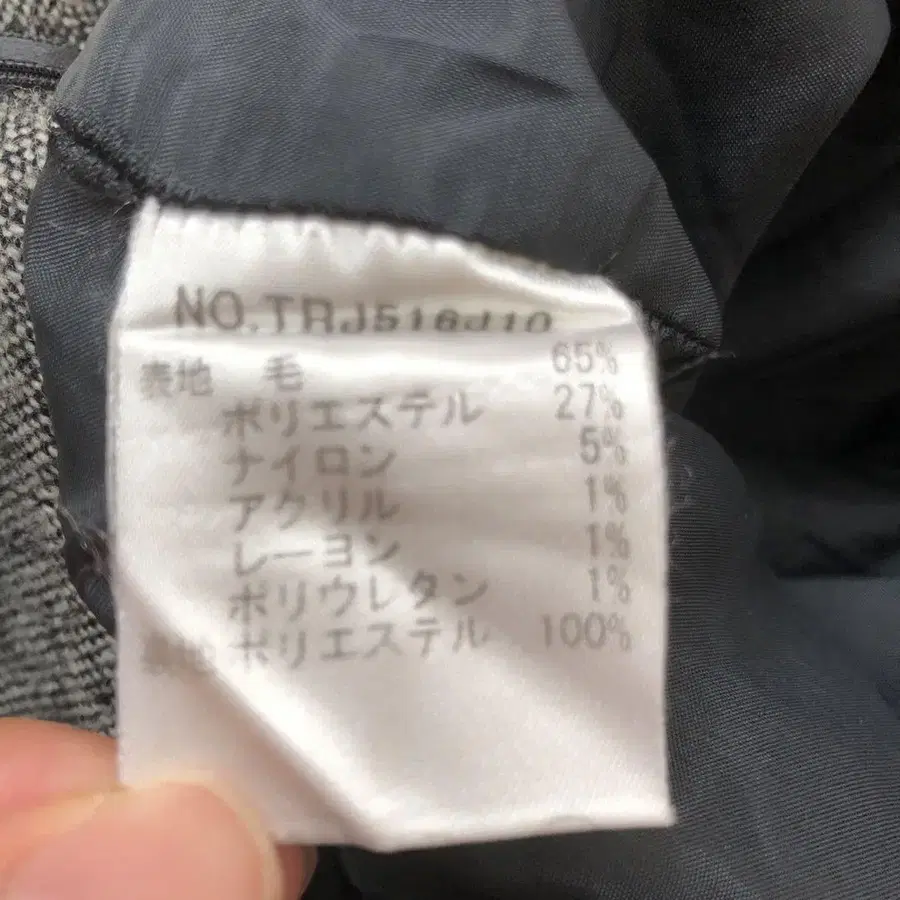 NO.TRJ516J10
表地 毛 65%
ポリエステル 27%
ナイロン 5%
アクリル 1%
レーヨン 1%
ポリウレタン 1%
裏地 ポリエステル 100%